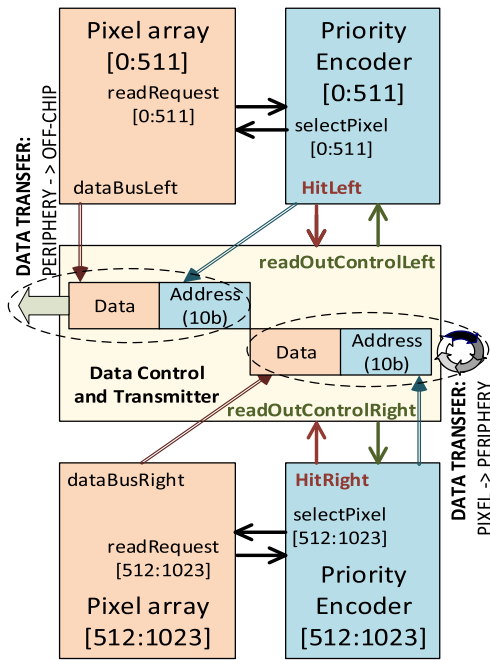 Pixel array
[0:511]
readRequest
[0:511]
dataBusLeft
Priority
Encoder
[0:511]
selectPixel
[0:511]
HitLeft
DATA TRANSFER:
PERIPHERY - > OFF-CHIP
readOutControlLeft
Data
Address
(10b)
Data
Address
(10b)
Data Control
and Transmitter
readOutControlRight
DATA TRANSFER:
PIXEL - > PERIPHERY
dataBusRight
readRequest
[512:1023]
Pixel array
[512:1023]
HitRight
selectPixel
[512:1023]
Priority
Encoder
[512:1023]